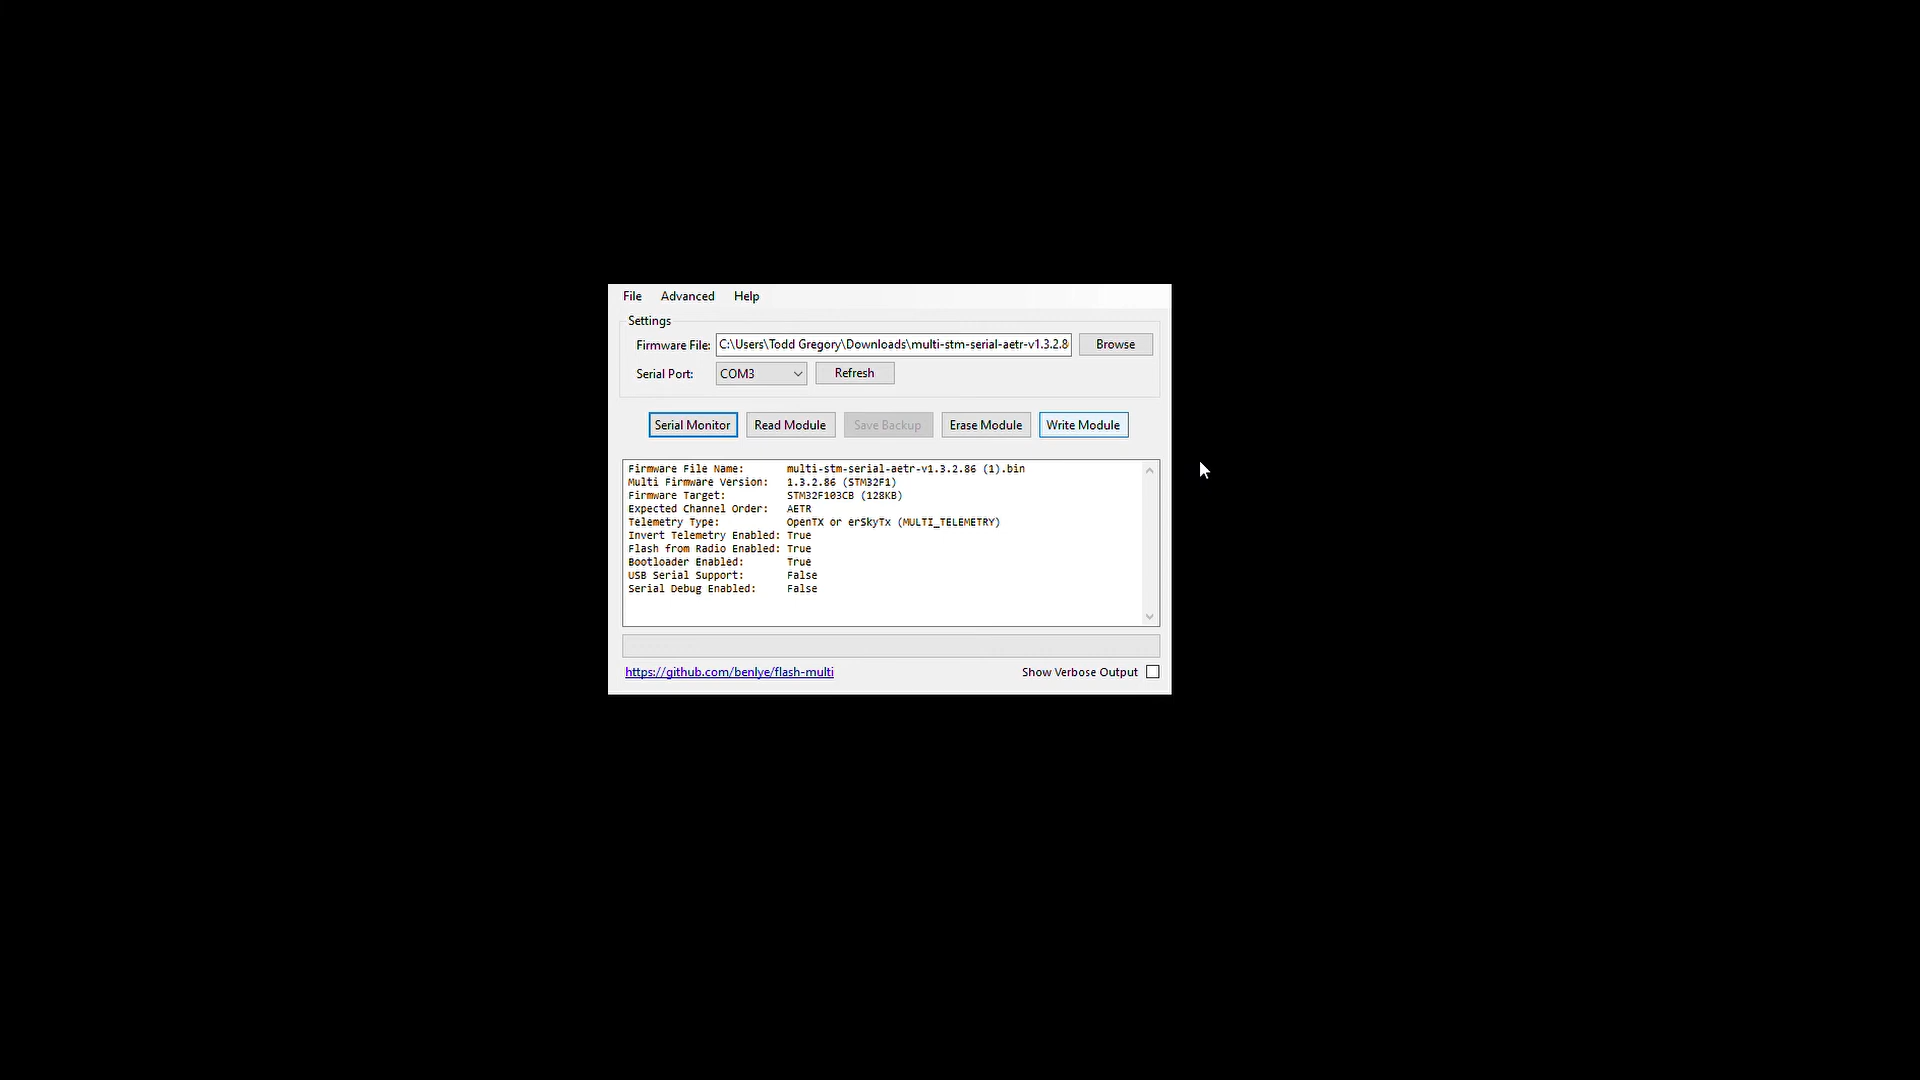 File Advanced Help
Settings
Firmware File: C:\Users\Todd Gregory\Downloads\multi-stm-serial-aetr-v1.3.2.8 Browse
Serial Port: COM3 Refresh
Serial Monitor Read Module Save Backup Erase Module Write Module
Firmware File Name: multi-stm-serial-aetr-v1.3.2.86 (1).bin
Multi Firmware Version: 1.3.2.86 (STM32F1)
Firmware Target: STM32F103CB (128KB)
Expected Channel Order: AETR
Telemetry Type: OpenTX or erSkyTx (MULTI_TELEMETRY)
Invert Telemetry Enabled: True
Flash from Radio Enabled: True
Bootloader Enabled: True
USB Serial Support: False
Serial Debug Enabled: False
https://github.com/benlye/flash-multi Show Verbose Output